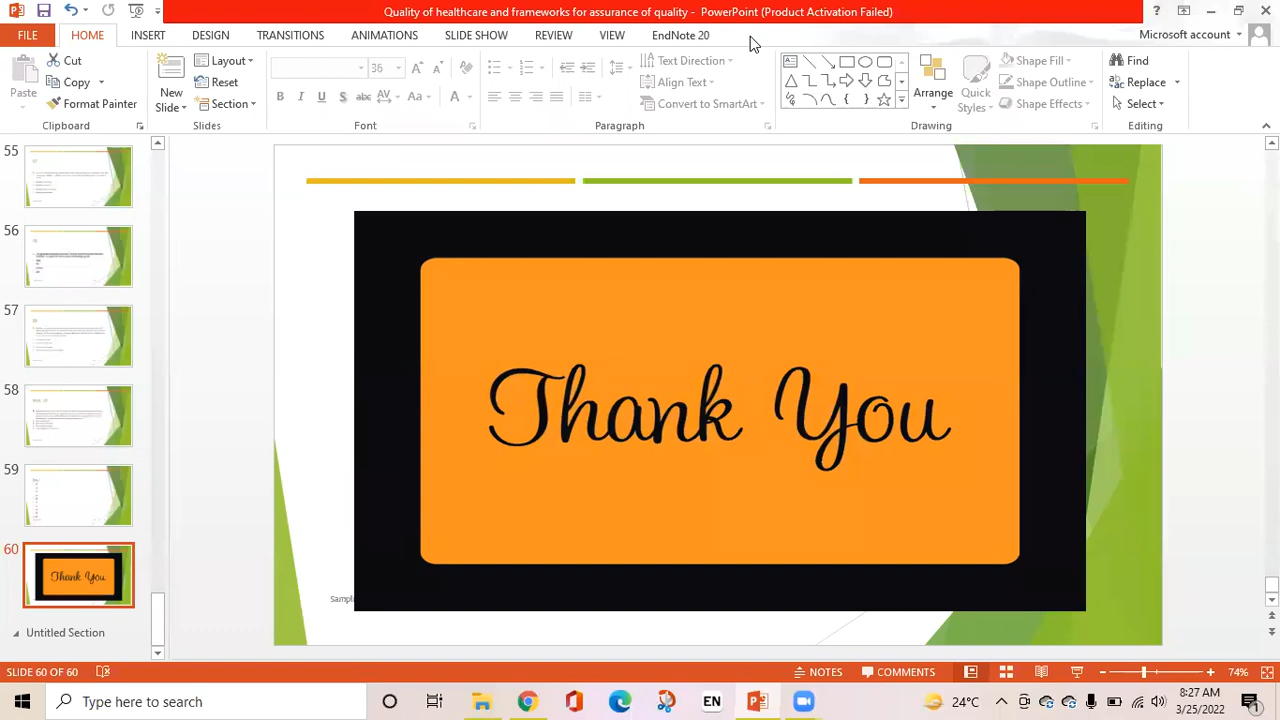 Quality of healthcare and frameworks for assurance of quality - PowerPoint (Product Activation Failed)
FILE HOME INSERT DESIGN TRANSITIONS ANIMATIONS SLIDE SHOW REVIEW VIEW EndNote 20 Microsoft account
Paste
Cut
Copy
Format Painter
Clipboard
New
Slide
Layout
Reset
Section
Slides
36
B I U S abc AV Aa A
Font
Text Direction
Align Text
Convert to SmartArt
Paragraph
Arrange
Quick
Styles
Shape Fill
Shape Outline
Shape Effects
Drawing
Find
Replace
Select
Editing
55
56
57
58
59
60
Thank You
Untitled Section
Thank You
Sampl
SLIDE 60 OF 60
NOTES COMMENTS 74%
Type here to search
EN
24°C
8:27 AM
3/25/2022